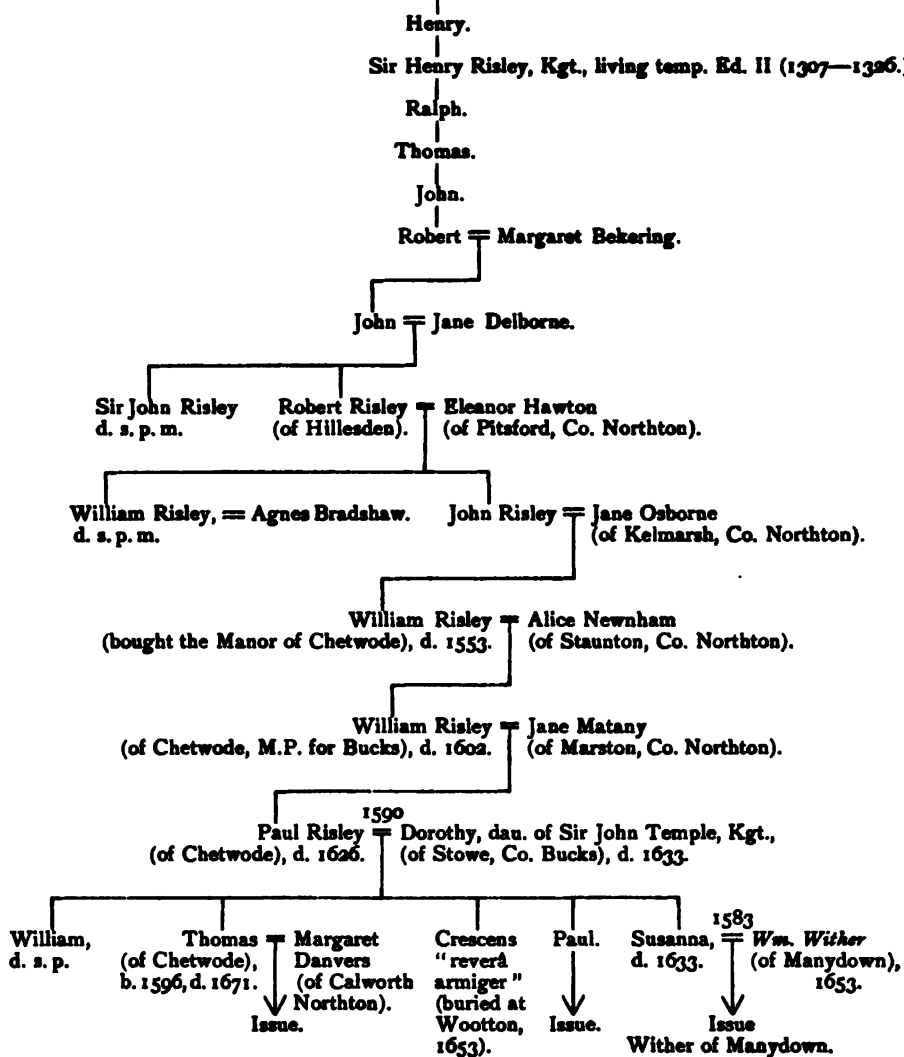 Henry.
Sir Henry Risley, Kgt., living temp. Ed. II (1307—1326.)
Ralph.
Thomas.
John.
Robert = Margaret Bekering.
John = Jane Delborne.
Sir John Risley
d. s. p. m.
Robert Risley =
(of Hillesden).
Eleanor Hawton
(of Pitsford, Co. Northton).
William Risley, = Agnes Bradshaw.
d. s. p. m.
John Risley =
Jane Osborne
(of Kelmarsh, Co. Northton).
William Risley =
(bought the Manor of Chetwode), d. 1553.
Alice Newnham
(of Staunton, Co. Northton).
William Risley =
(of Chetwode, M.P. for Bucks), d. 1602.
Jane Matany
(of Marston, Co. Northton).
1590
Paul Risley =
(of Chetwode), d. 1626.
Dorothy, dau. of Sir John Temple, Kgt.,
(of Stowe, Co. Bucks), d. 1633.
William,
d. s. p.
Thomas =
(of Chetwode),
b. 1596, d. 1671.
Margaret
Danvers
(of Calworth
Northton).
Issue.
Crescens
"reverâ
armiger"
(buried at
Wootton,
1653).
Paul.
Issue.
Susanna,
d. 1633.
1583
=
Wm. Wither
(of Manydown),
1653.
Issue
Wither of Manydown.